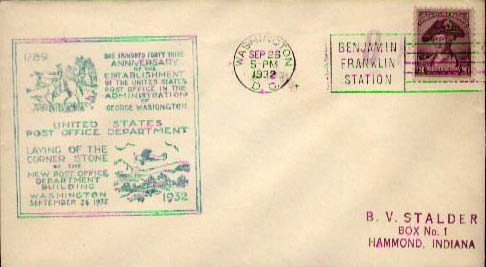 1789
ONE HUNDRED FORTY THIRD
ANNIVERSARY
OF THE
ESTABLISHMENT
OF THE UNITED STATES
POST OFFICE IN THE
ADMINISTRATION
OF
GEORGE WASHINGTON
UNITED STATES
POST OFFICE DEPARTMENT
LAYING OF THE
CORNER STONE
OF THE
NEW POST OFFICE
DEPARTMENT
BUILDING
WASHINGTON
SEPTEMBER 26 1932
1932
WASHINGTON
SEP 26
5-PM
1932
D.C.
BENJAMIN
FRANKLIN
STATION
B. V. STALDER
BOX No. 1
HAMMOND, INDIANA